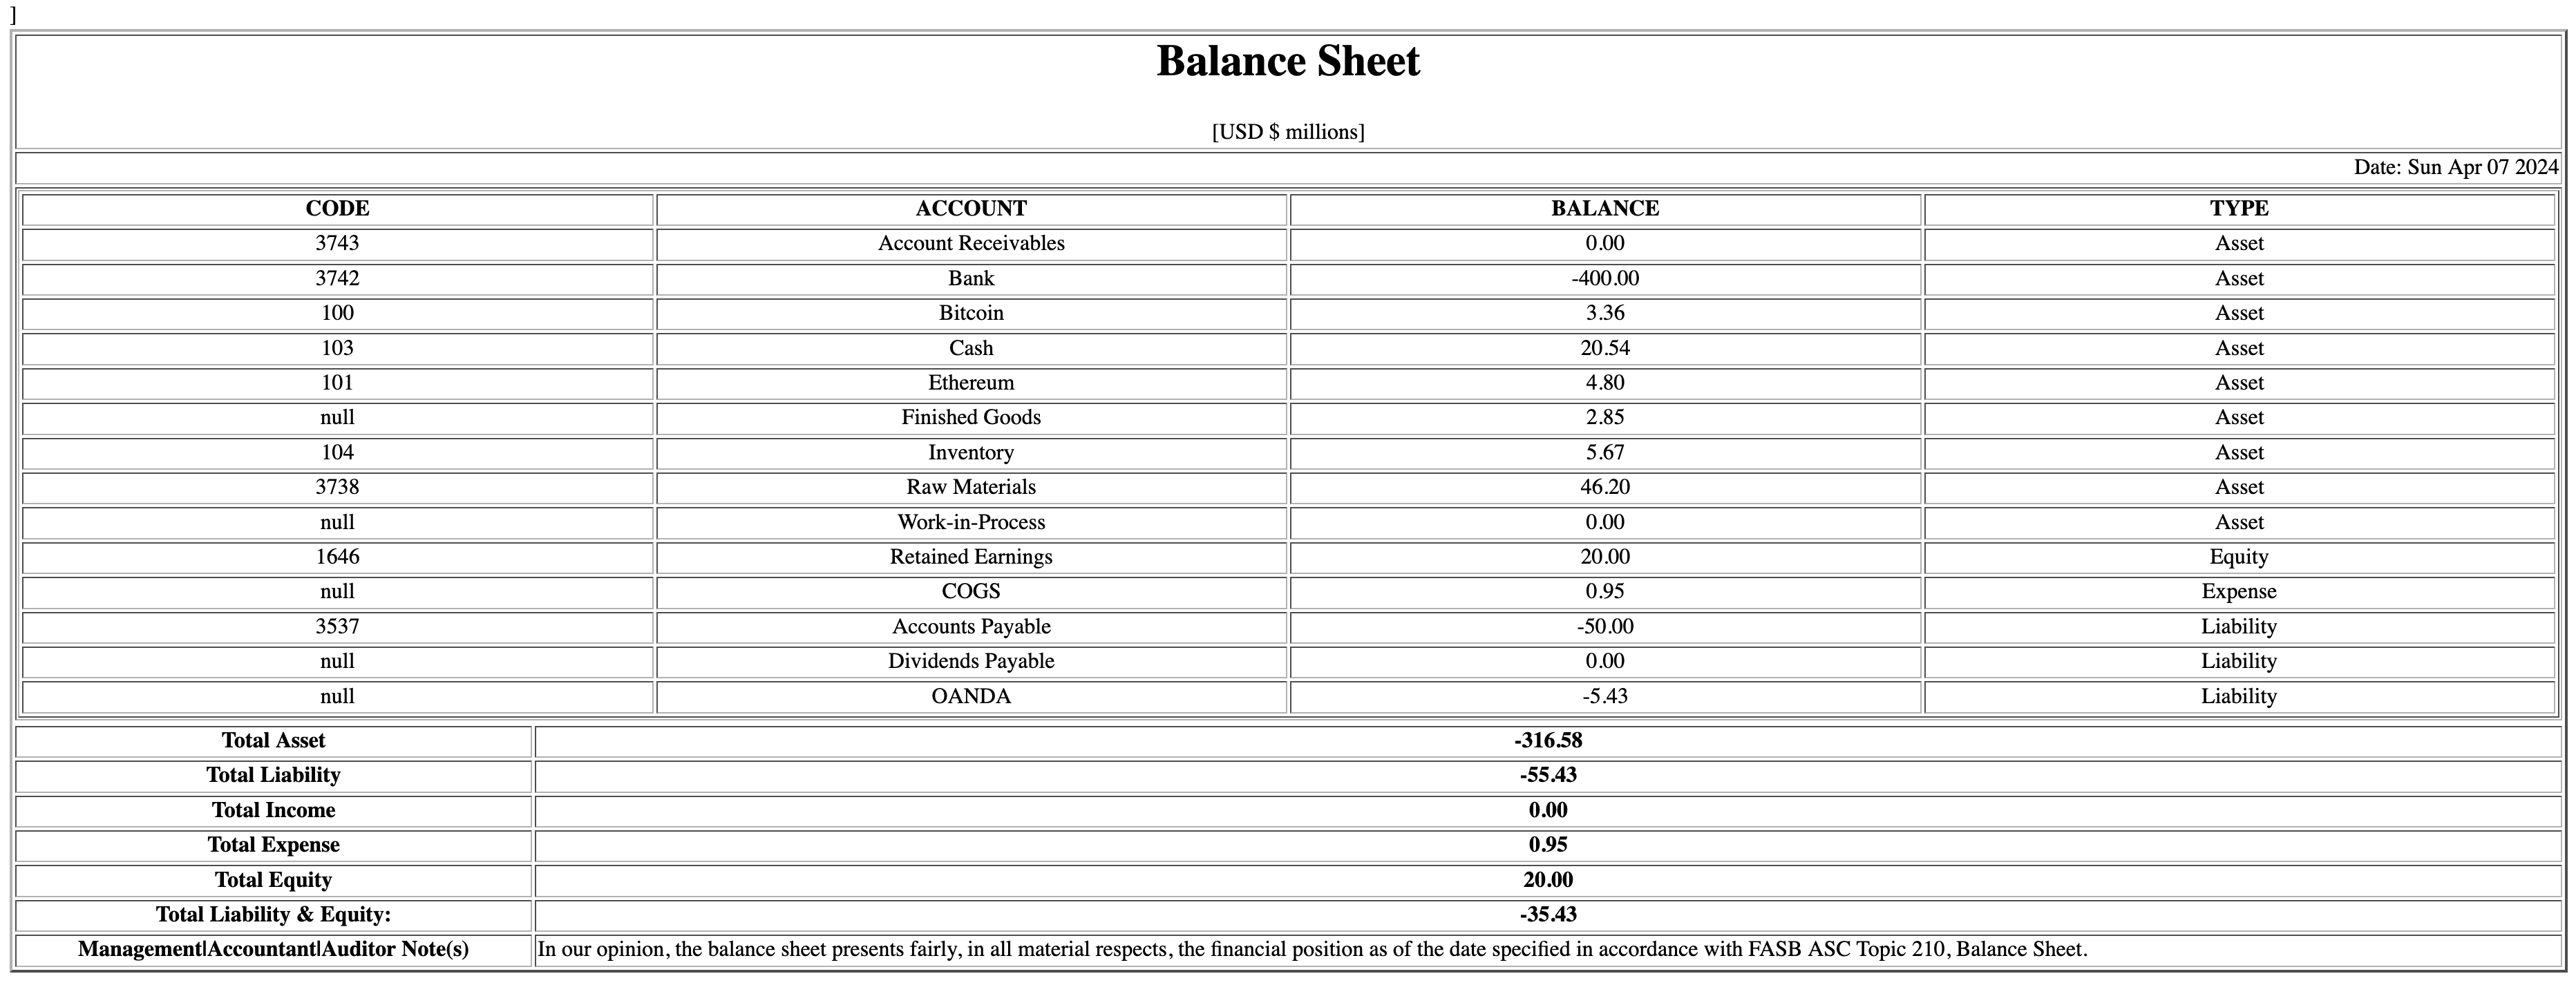 ]
Balance Sheet
[USD $ millions]
Date: Sun Apr 07 2024
CODE ACCOUNT BALANCE TYPE
3743 Account Receivables 0.00 Asset
3742 Bank -400.00 Asset
100 Bitcoin 3.36 Asset
103 Cash 20.54 Asset
101 Ethereum 4.80 Asset
null Finished Goods 2.85 Asset
104 Inventory 5.67 Asset
3738 Raw Materials 46.20 Asset
null Work-in-Process 0.00 Asset
1646 Retained Earnings 20.00 Equity
null COGS 0.95 Expense
3537 Accounts Payable -50.00 Liability
null Dividends Payable 0.00 Liability
null OANDA -5.43 Liability
Total Asset -316.58
Total Liability -55.43
Total Income 0.00
Total Expense 0.95
Total Equity 20.00
Total Liability & Equity: -35.43
Management|Accountant|Auditor Note(s) In our opinion, the balance sheet presents fairly, in all material respects, the financial position as of the date specified in accordance with FASB ASC Topic 210, Balance Sheet.